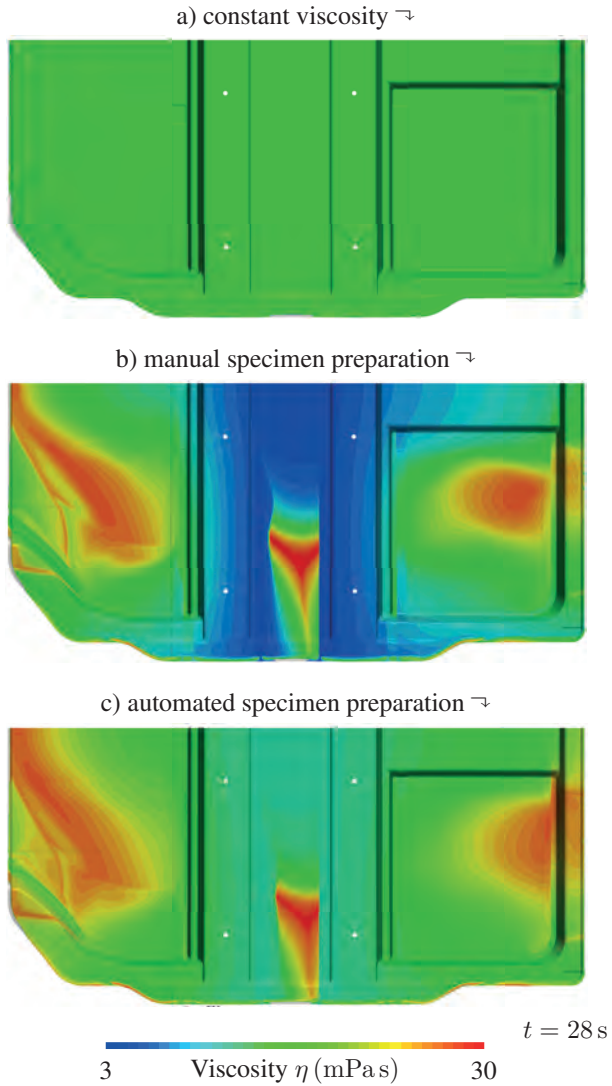 a) constant viscosity
b) manual specimen preparation
c) automated specimen preparation
t = 28 s
3 Viscosity η (mPa s) 30